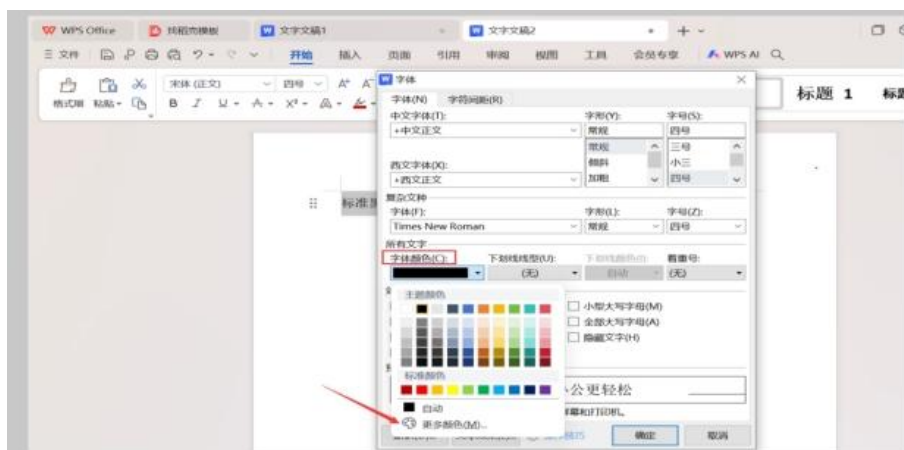 WPS Office 找稻壳模板 文字文稿1 文字文稿2
文件 开始 插入 页面 引用 审阅 视图 工具 会员专享 WPS AI
格式刷 粘贴 宋体 (正文) 四号 A⁺ A⁻ 标题 1 标题
B I U A X² A
字体
字体(N) 字符间距(R)
中文字体(T): 字形(Y): 字号(S):
+中文正文 常规 四号
常规 三号
倾斜 小三
西文字体(X):
+西文正文 加粗 四号
复杂文种
字体(F): 字形(L): 字号(Z):
Times New Roman 常规 四号
所有文字
字体颜色(C): 下划线线型(U): 下划线颜色(I): 着重号:
(无) 自动 (无)
标准黑
主题颜色
小型大写字母(M)
全部大写字母(A)
隐藏文字(H)
标准颜色
公更轻松
自动
更多颜色(M)...
确定 取消